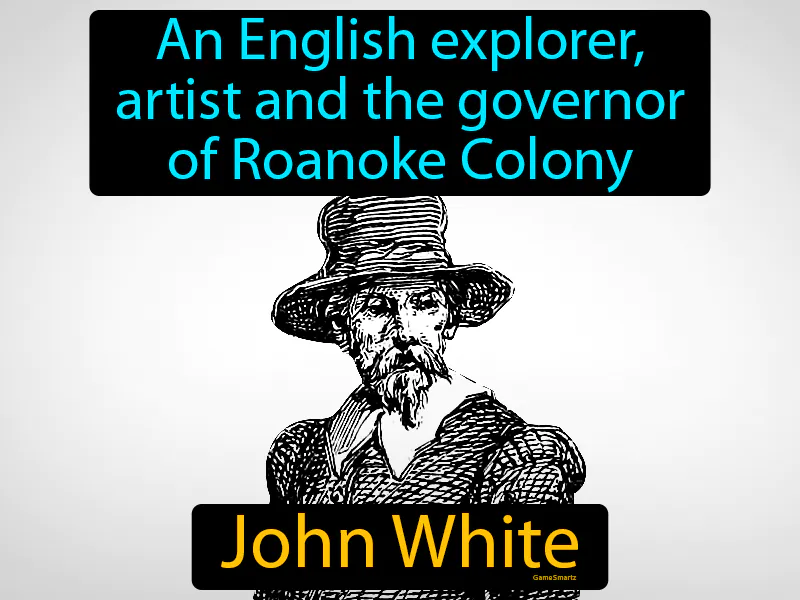 An English explorer,
artist and the governor
of Roanoke Colony
John White
GameSmartz